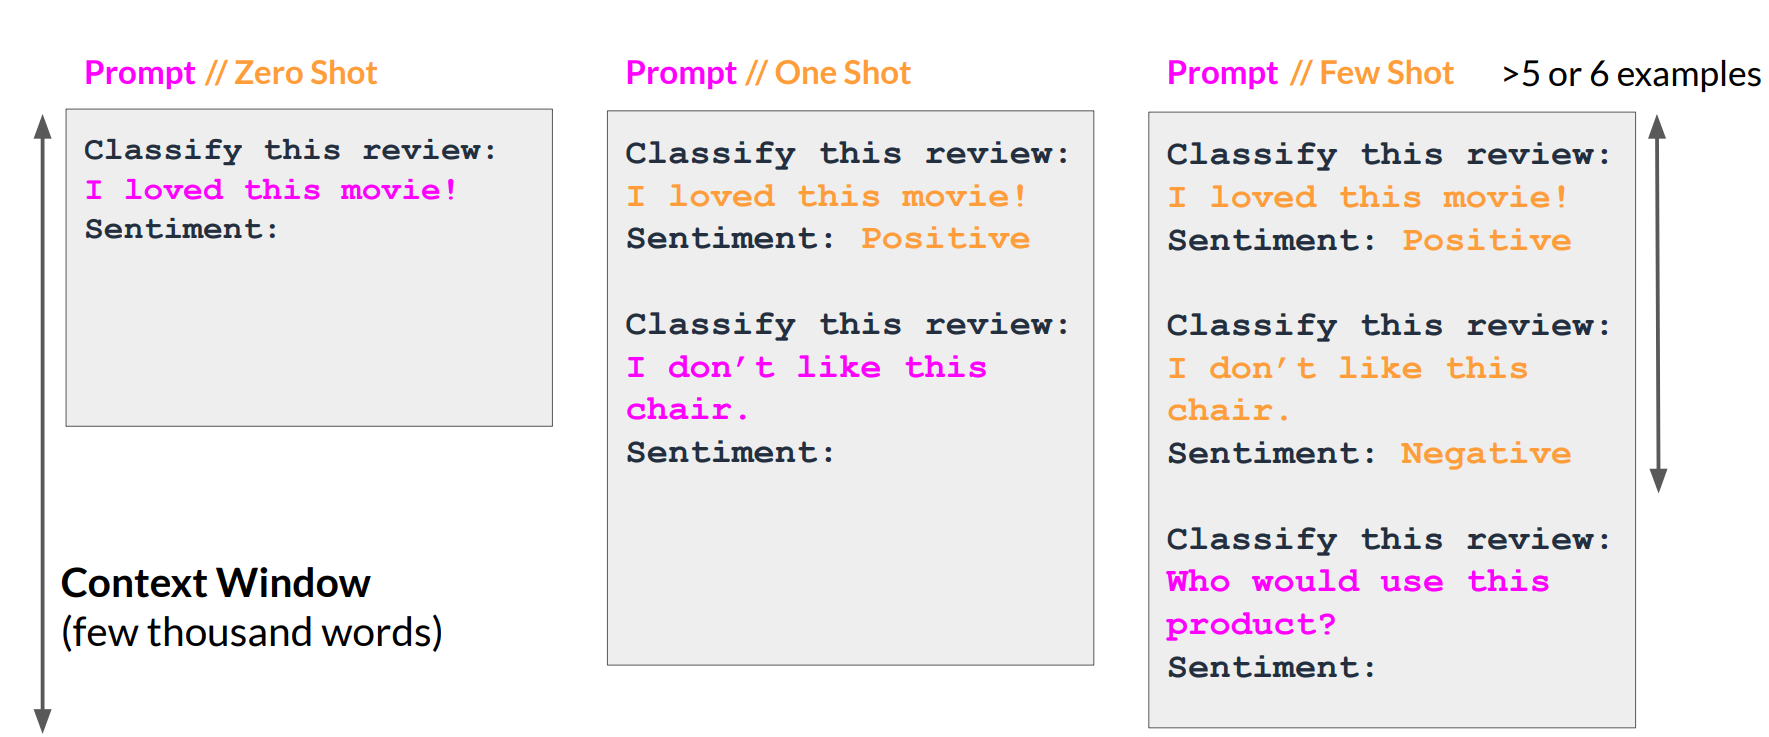 Prompt // Zero Shot
Classify this review:
I loved this movie!
Sentiment:
Context Window
(few thousand words)
Prompt // One Shot
Classify this review:
I loved this movie!
Sentiment: Positive
Classify this review:
I don’t like this
chair.
Sentiment:
Prompt // Few Shot
>5 or 6 examples
Classify this review:
I loved this movie!
Sentiment: Positive
Classify this review:
I don’t like this
chair.
Sentiment: Negative
Classify this review:
Who would use this
product?
Sentiment: